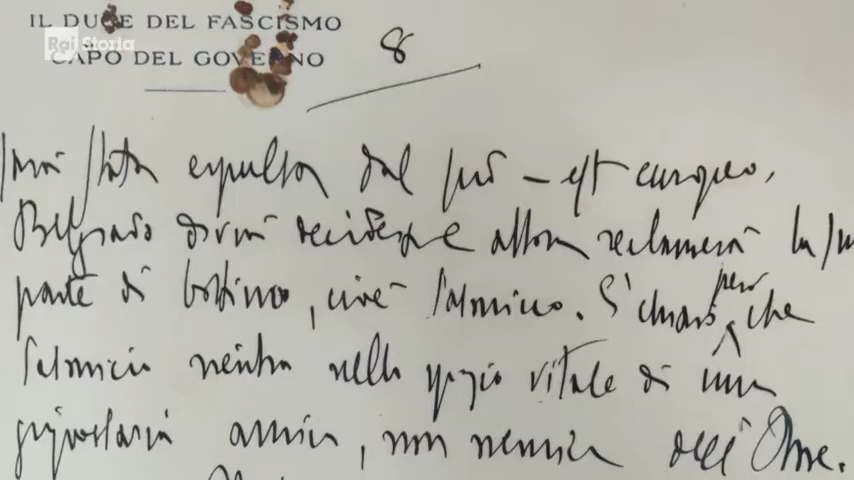 IL DUCE DEL FASCISMO
Rai Storia
CAPO DEL GOVERNO
8
sarà stata espulsa dal sud-est europeo,
Belgrado dovrà decidersi e allora reclamerà la sua
parte di bottino, cioè Salonicco. È chiaro però che
Salonicco rientra nello spazio vitale di una
Jugoslavia amica, non nemica dell'Asse.